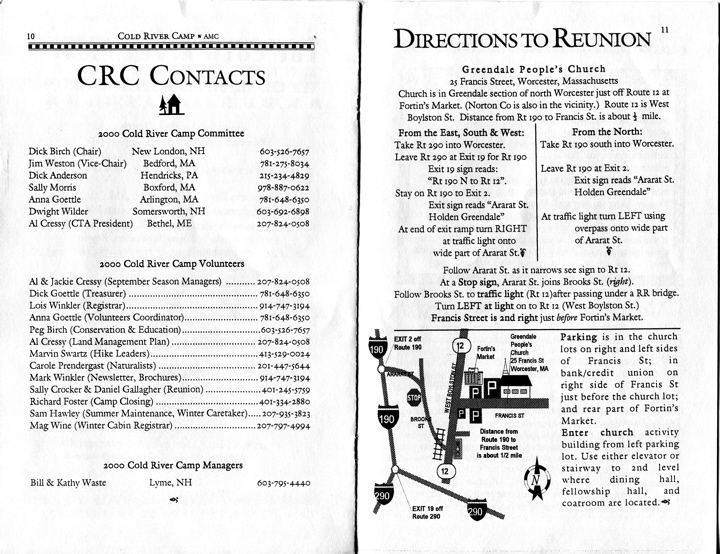 10 COLD RIVER CAMP ■ AMC
CRC CONTACTS
2000 Cold River Camp Committee
Dick Birch (Chair) New London, NH 603-526-7657
Jim Weston (Vice-Chair) Bedford, MA 781-275-8034
Dick Anderson Hendricks, PA 215-234-4829
Sally Morris Boxford, MA 978-887-0622
Anna Goettle Arlington, MA 781-648-6350
Dwight Wilder Somersworth, NH 603-692-6898
Al Cressy (CTA President) Bethel, ME 207-824-0508
2000 Cold River Camp Volunteers
Al & Jackie Cressy (September Season Managers) .......... 207-824-0508
Dick Goettle (Treasurer) .......... 781-648-6350
Lois Winkler (Registrar) .......... 914-747-3194
Anna Goettle (Volunteers Coordinator) .......... 781-648-6350
Peg Birch (Conservation & Education) .......... 603-526-7657
Al Cressy (Land Management Plan) .......... 207-824-0508
Marvin Swartz (Hike Leaders) .......... 413-529-0024
Carole Prendergast (Naturalists) .......... 201-447-5644
Mark Winkler (Newsletter, Brochures) .......... 914-747-3194
Sally Crocker & Daniel Gallagher (Reunion) .......... 401-245-5759
Richard Foster (Camp Closing) .......... 401-334-2880
Sam Hawley (Summer Maintenance, Winter Caretaker) ..... 207-935-3823
Mag Wine (Winter Cabin Registrar) .......... 207-797-4994
2000 Cold River Camp Managers
Bill & Kathy Waste Lyme, NH 603-795-4440
DIRECTIONS TO REUNION 11
Greendale People's Church
25 Francis Street, Worcester, Massachusetts
Church is in Greendale section of north Worcester just off Route 12 at
Fortin's Market. (Norton Co is also in the vicinity.) Route 12 is West
Boylston St. Distance from Rt 190 to Francis St. is about ½ mile.
From the East, South & West:
Take Rt 290 into Worcester.
Leave Rt 290 at Exit 19 for Rt 190
Exit 19 sign reads:
"Rt 190 N to Rt 12".
Stay on Rt 190 to Exit 2.
Exit sign reads "Ararat St.
Holden Greendale"
At end of exit ramp turn RIGHT
at traffic light onto
wide part of Ararat St.
From the North:
Take Rt 190 south into Worcester.
Leave Rt 190 at Exit 2.
Exit sign reads "Ararat St.
Holden Greendale"
At traffic light turn LEFT using
overpass onto wide part
of Ararat St.
Follow Ararat St. as it narrows see sign to Rt 12.
At a Stop sign, Ararat St. joins Brooks St. (right).
Follow Brooks St. to traffic light (Rt 12)after passing under a RR bridge.
Turn LEFT at light on to Rt 12 (West Boylston St.)
Francis Street is 2nd right just before Fortin's Market.
EXIT 2 off
Route 190
190
12
Fortin's
Market
Greendale
People's
Church
25 Francis St
Worcester, MA
STOP
WEST BOYLSTON ST
P
P
P
FRANCIS ST
190
Distance from
Route 190 to
Francis Street
is about 1/2 mile
12
N
290
290
EXIT 19 off
Route 290
Parking is in the church
lots on right and left sides
of Francis St; in
bank/credit union on
right side of Francis St
just before the church lot;
and rear part of Fortin's
Market.
Enter church activity
building from left parking
lot. Use either elevator or
stairway to 2nd level
where dining hall,
fellowship hall, and
coatroom are located.